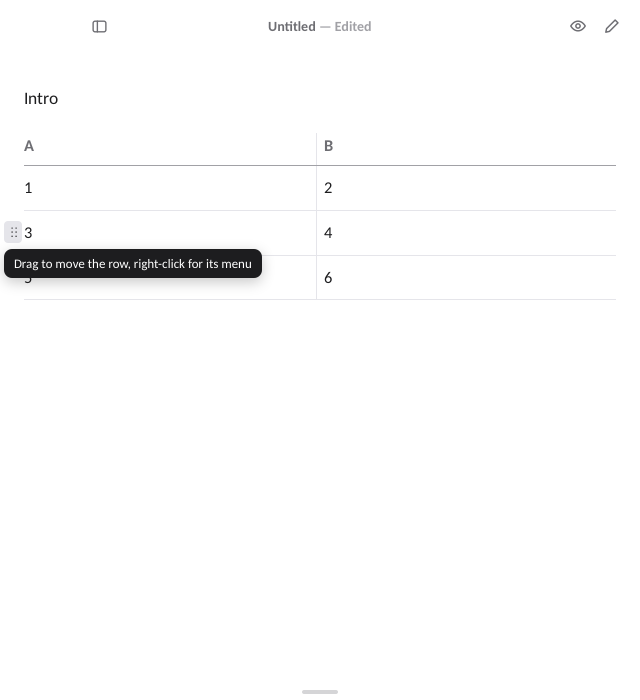 Untitled — Edited
Intro
A B
1 2
3 4
Drag to move the row, right-click for its menu
6